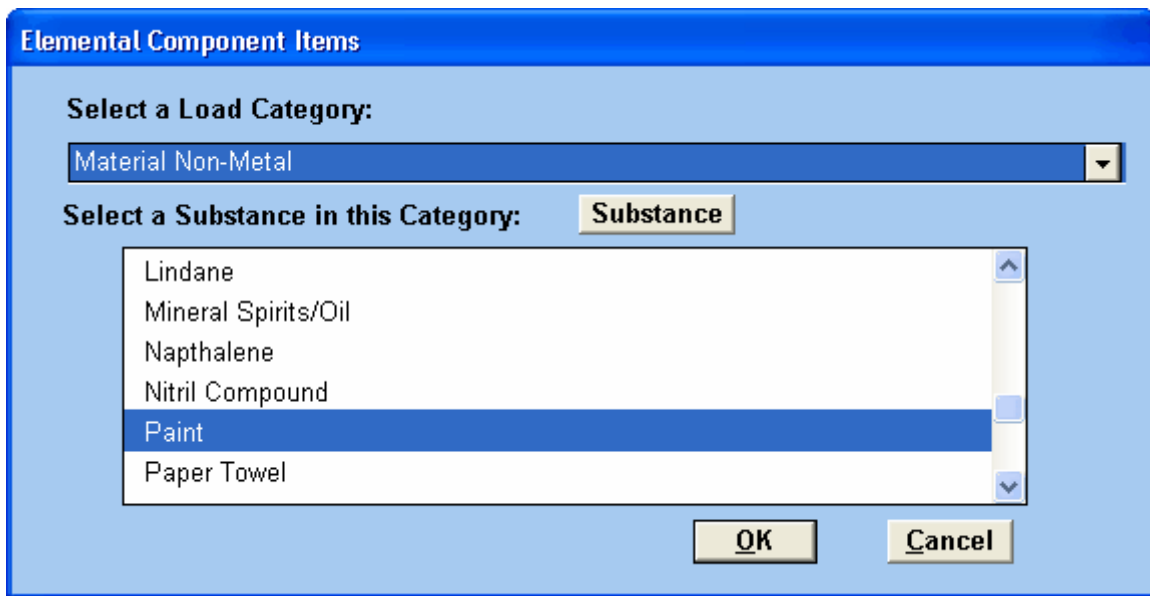 Elemental Component Items
Select a Load Category:
Material Non-Metal
Select a Substance in this Category: Substance
Lindane
Mineral Spirits/Oil
Napthalene
Nitril Compound
Paint
Paper Towel
OK Cancel